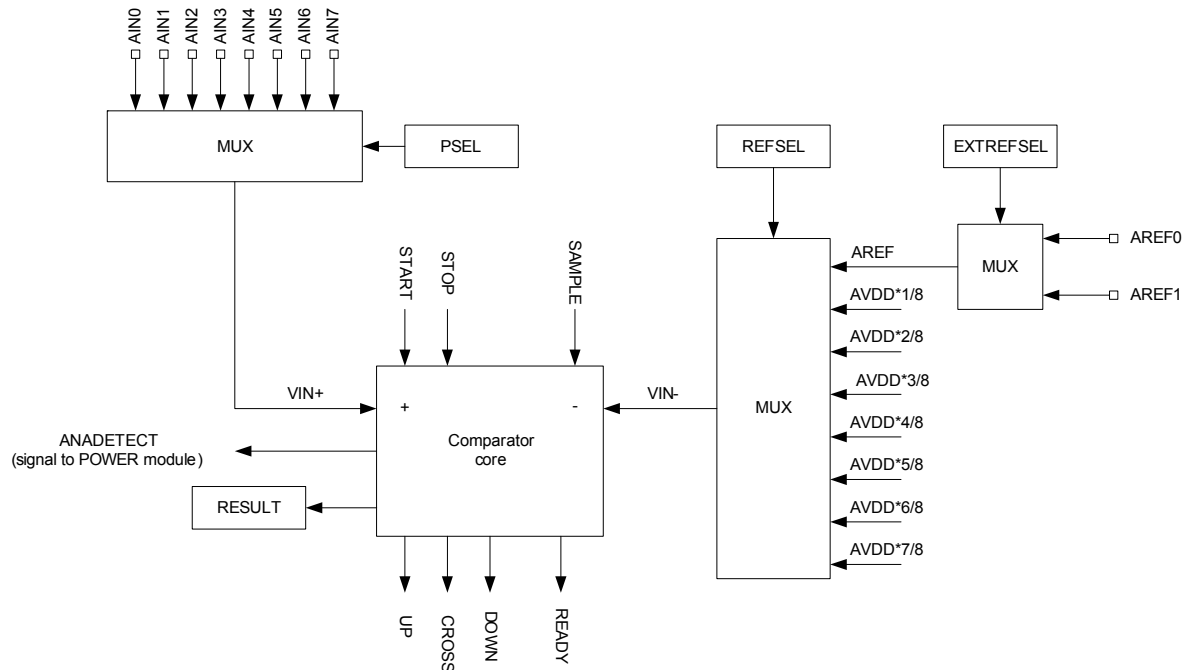 AIN0
AIN1
AIN2
AIN3
AIN4
AIN5
AIN6
AIN7
MUX
PSEL
REFSEL
EXTREFSEL
START
STOP
SAMPLE
AREF
MUX
AREF0
AREF1
AVDD*1/8
AVDD*2/8
AVDD*3/8
AVDD*4/8
AVDD*5/8
AVDD*6/8
AVDD*7/8
MUX
VIN+
+
-
VIN-
Comparator
core
ANADETECT
(signal to POWER module)
RESULT
UP
CROSS
DOWN
READY